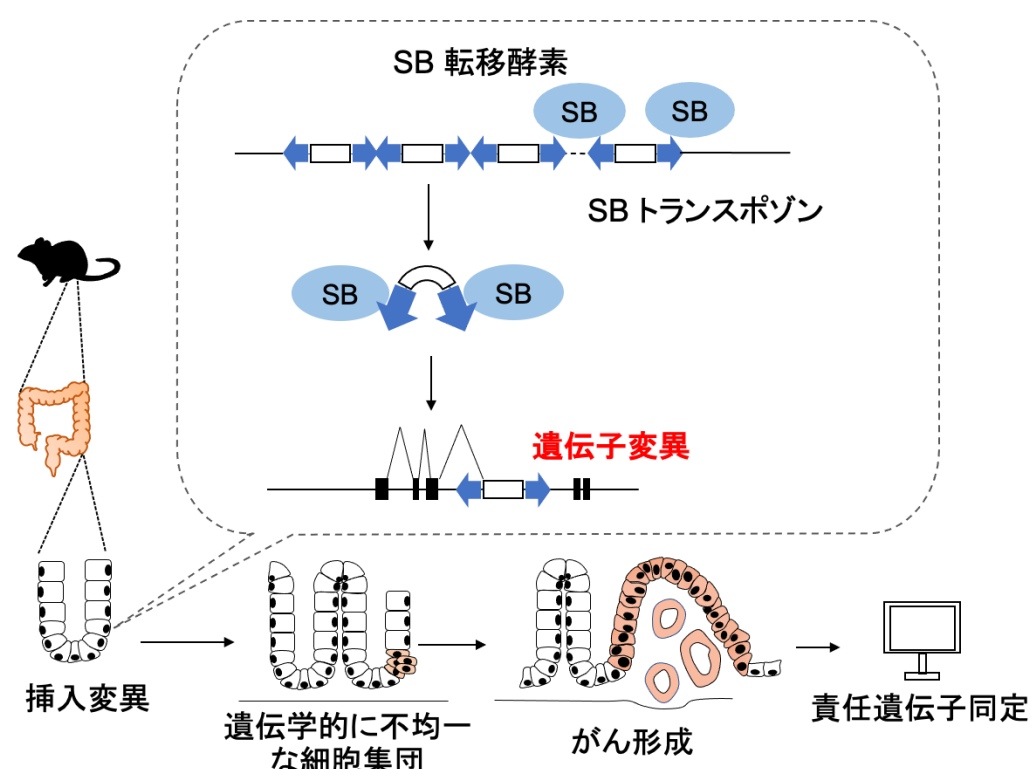 SB 転移酵素
SB
SB
SB トランスポゾン
SB
SB
遺伝子変異
挿入変異
遺伝学的に不均一
な細胞集団
がん形成
責任遺伝子同定